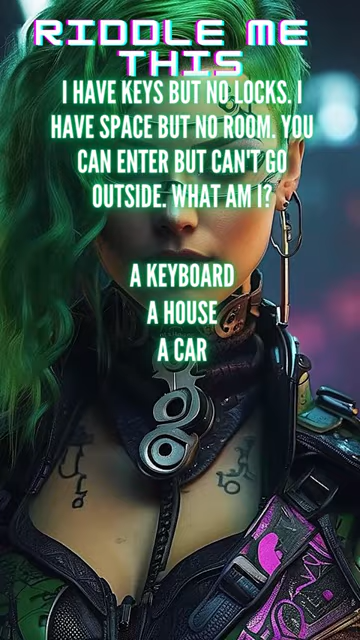 RIDDLE ME
THIS
I HAVE KEYS BUT NO LOCKS. I
HAVE SPACE BUT NO ROOM. YOU
CAN ENTER BUT CAN'T GO
OUTSIDE. WHAT AM I?
A KEYBOARD
A HOUSE
A CAR